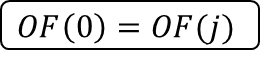 OF(0) = OF(j)